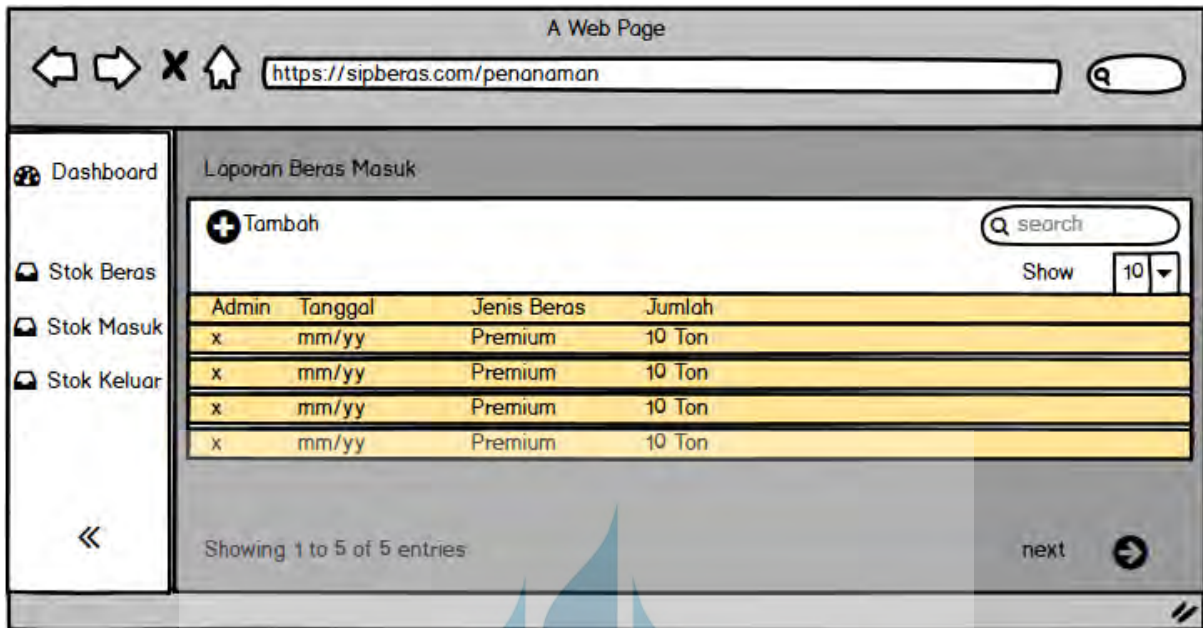 A Web Page
https://sipberas.com/penanaman
Dashboard
Stok Beras
Stok Masuk
Stok Keluar
Laporan Beras Masuk
Tambah
search
Show 10
Admin Tanggal Jenis Beras Jumlah
x mm/yy Premium 10 Ton
x mm/yy Premium 10 Ton
x mm/yy Premium 10 Ton
x mm/yy Premium 10 Ton
Showing 1 to 5 of 5 entries
next